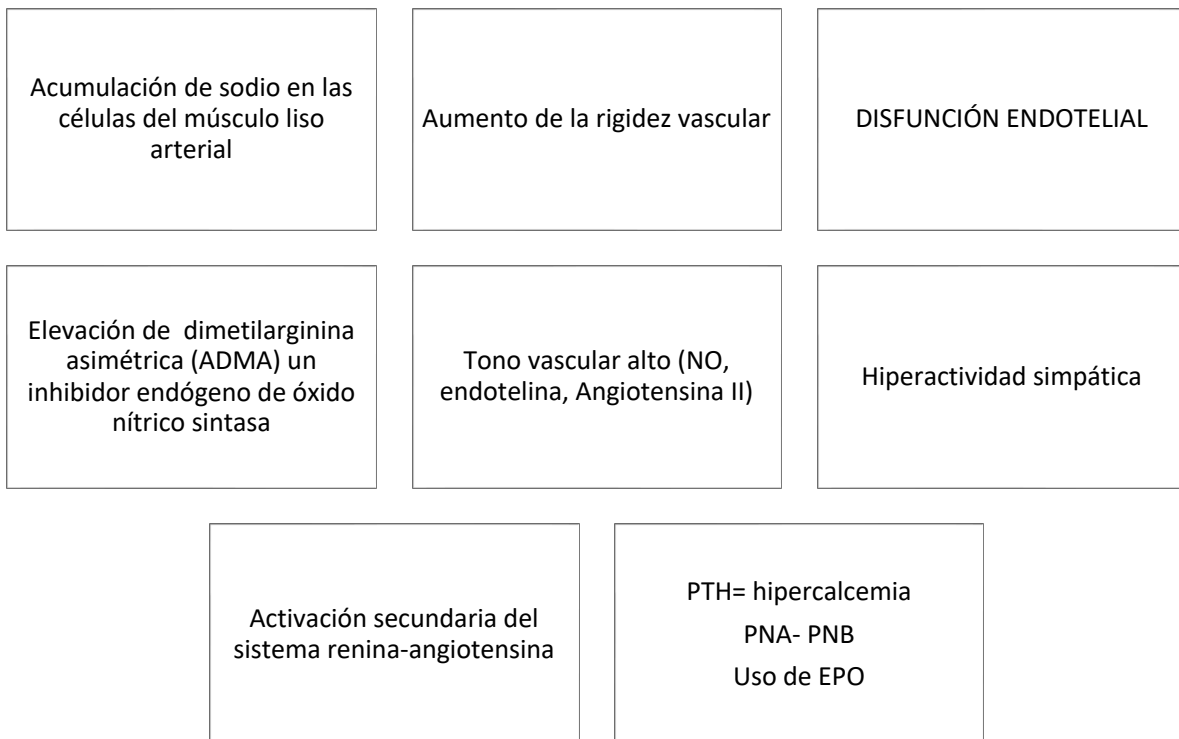 Acumulación de sodio en las
células del músculo liso
arterial
Aumento de la rigidez vascular
DISFUNCIÓN ENDOTELIAL
Elevación de  dimetilarginina
asimétrica (ADMA) un
inhibidor endógeno de óxido
nítrico sintasa
Tono vascular alto (NO,
endotelina, Angiotensina II)
Hiperactividad simpática
Activación secundaria del
sistema renina-angiotensina
PTH= hipercalcemia
PNA- PNB
Uso de EPO